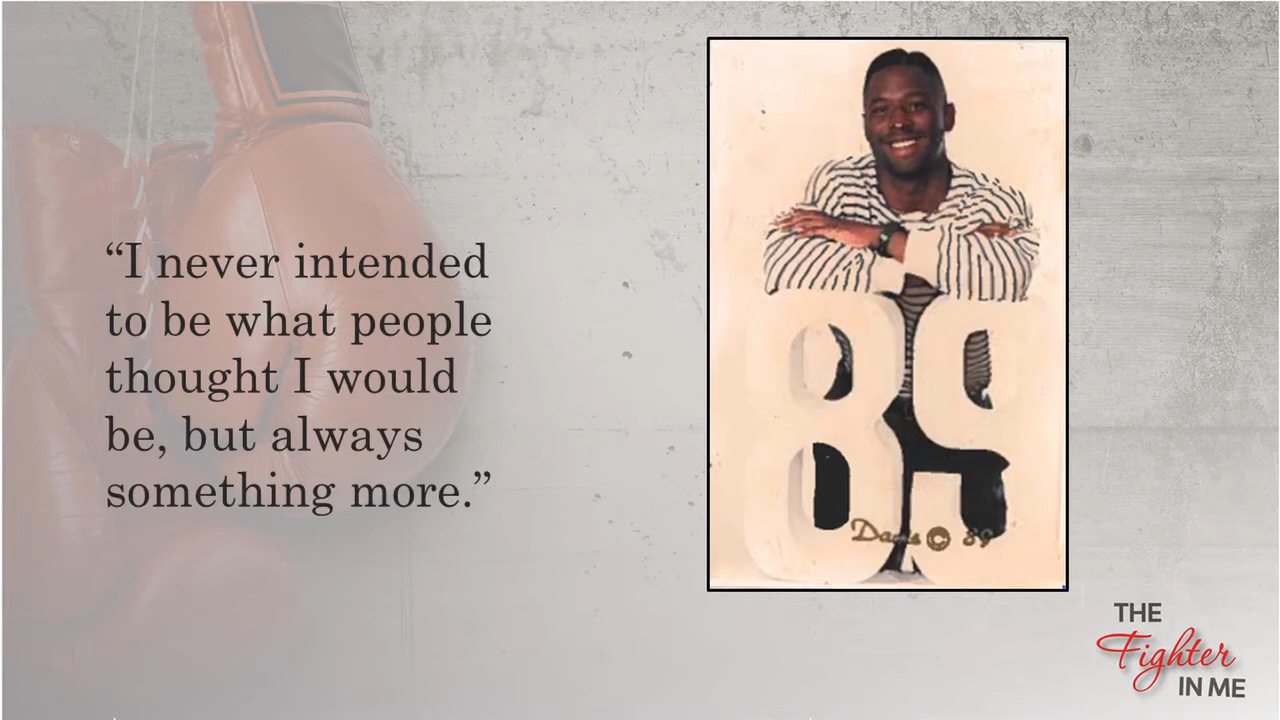 “I never intended
to be what people
thought I would
be, but always
something more.”
89
Davis © 89
THE
Fighter
IN ME